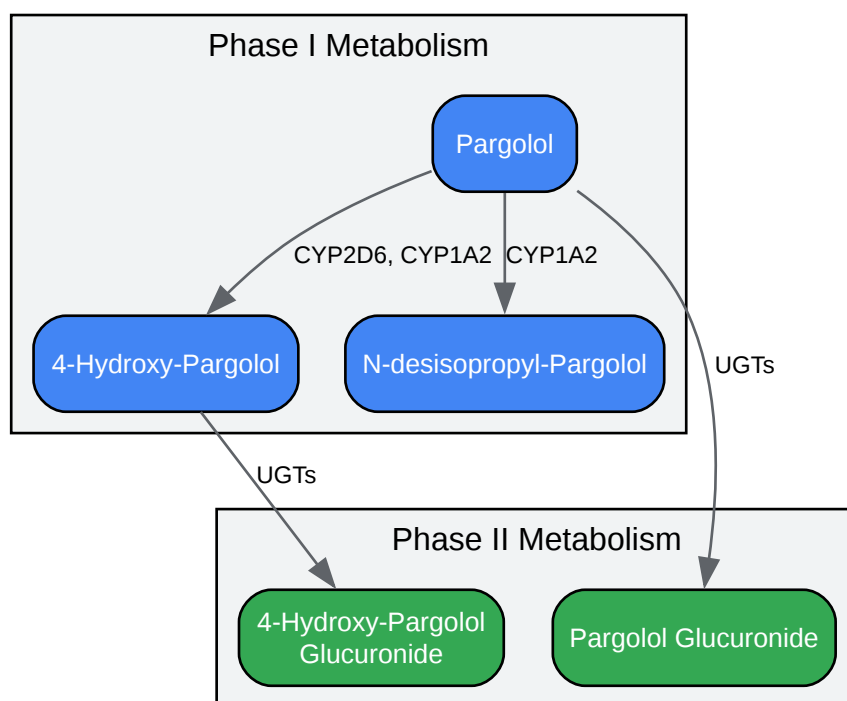 Phase I Metabolism
Pargolol
CYP2D6, CYP1A2
CYP1A2
4-Hydroxy-Pargolol
N-desisopropyl-Pargolol
UGTs
UGTs
Phase II Metabolism
4-Hydroxy-Pargolol
Glucuronide
Pargolol Glucuronide